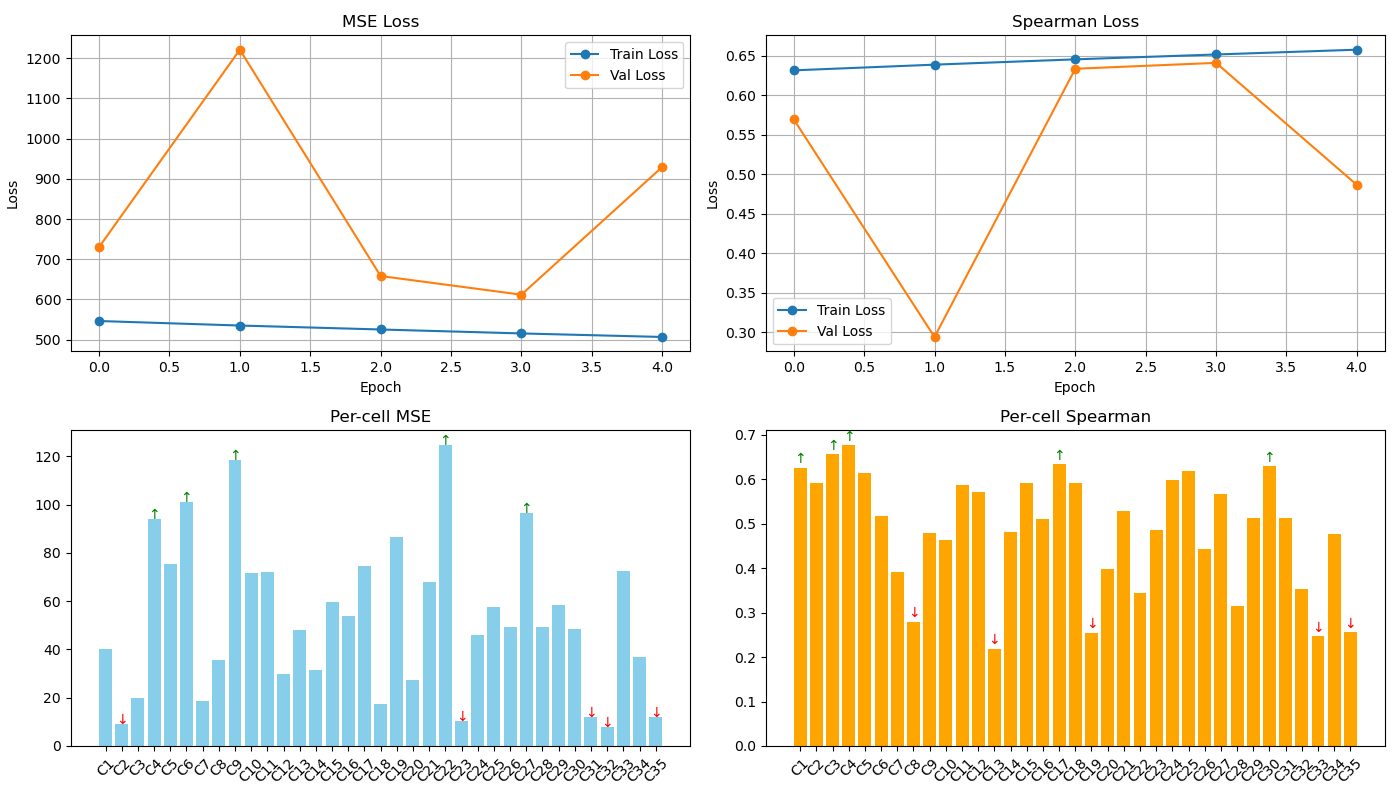 MSE Loss
Loss
1200
1100
1000
900
800
700
600
500
Train Loss
Val Loss
0.0 0.5 1.0 1.5 2.0 2.5 3.0 3.5 4.0
Epoch
Spearman Loss
Loss
0.65
0.60
0.55
0.50
0.45
0.40
0.35
0.30
Train Loss
Val Loss
0.0 0.5 1.0 1.5 2.0 2.5 3.0 3.5 4.0
Epoch
Per-cell MSE
120
100
80
60
40
20
0
↓ ↑ ↑ ↑ ↑ ↓ ↑ ↓ ↓ ↓
C1 C2 C3 C4 C5 C6 C7 C8 C9 C10 C11 C12 C13 C14 C15 C16 C17 C18 C19 C20 C21 C22 C23 C24 C25 C26 C27 C28 C29 C30 C31 C32 C33 C34 C35
Per-cell Spearman
0.7
0.6
0.5
0.4
0.3
0.2
0.1
0.0
↑ ↑ ↑ ↓ ↓ ↑ ↓ ↑ ↓ ↓
C1 C2 C3 C4 C5 C6 C7 C8 C9 C10 C11 C12 C13 C14 C15 C16 C17 C18 C19 C20 C21 C22 C23 C24 C25 C26 C27 C28 C29 C30 C31 C32 C33 C34 C35